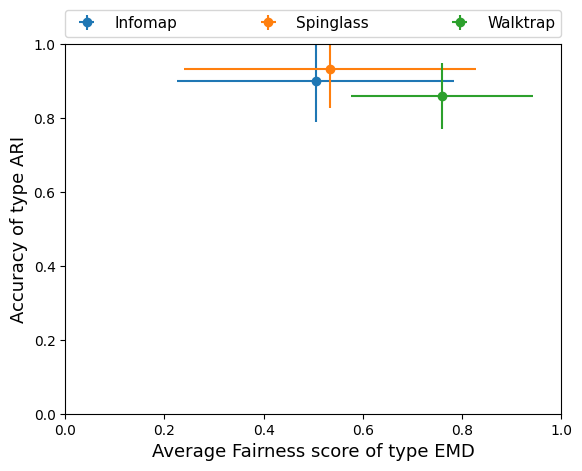 Infomap Spinglass Walktrap
1.0
0.8
0.6
0.4
0.2
0.0
Accuracy of type ARI
0.0 0.2 0.4 0.6 0.8 1.0
Average Fairness score of type EMD